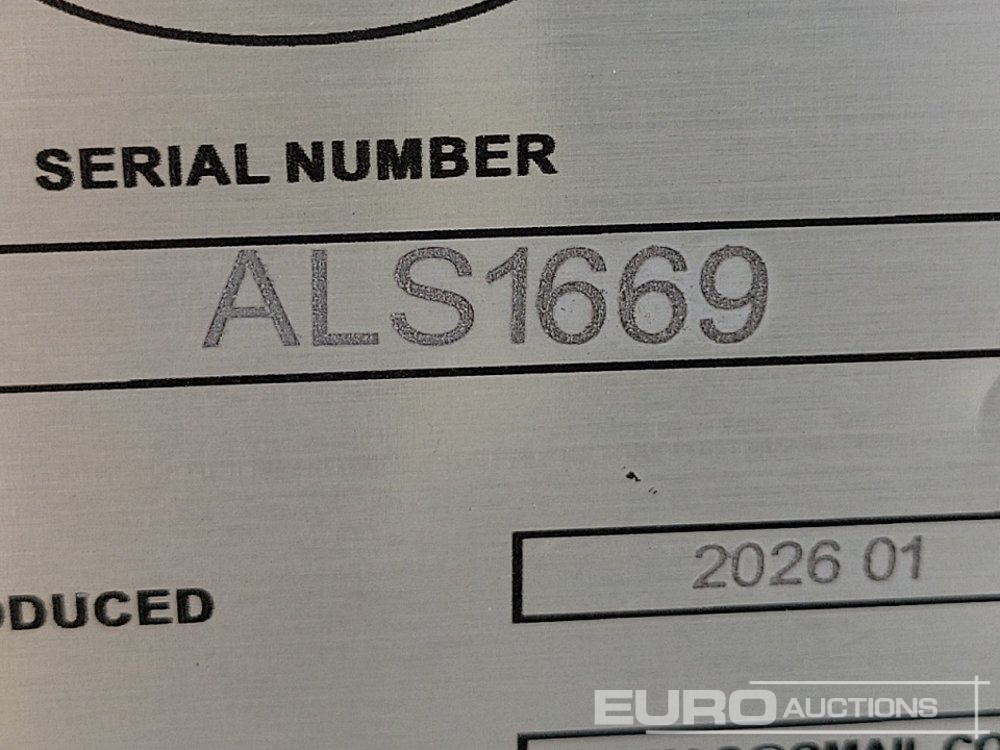 SERIAL NUMBER
ALS1669
2026 01
ODUCED
EURO AUCTIONS